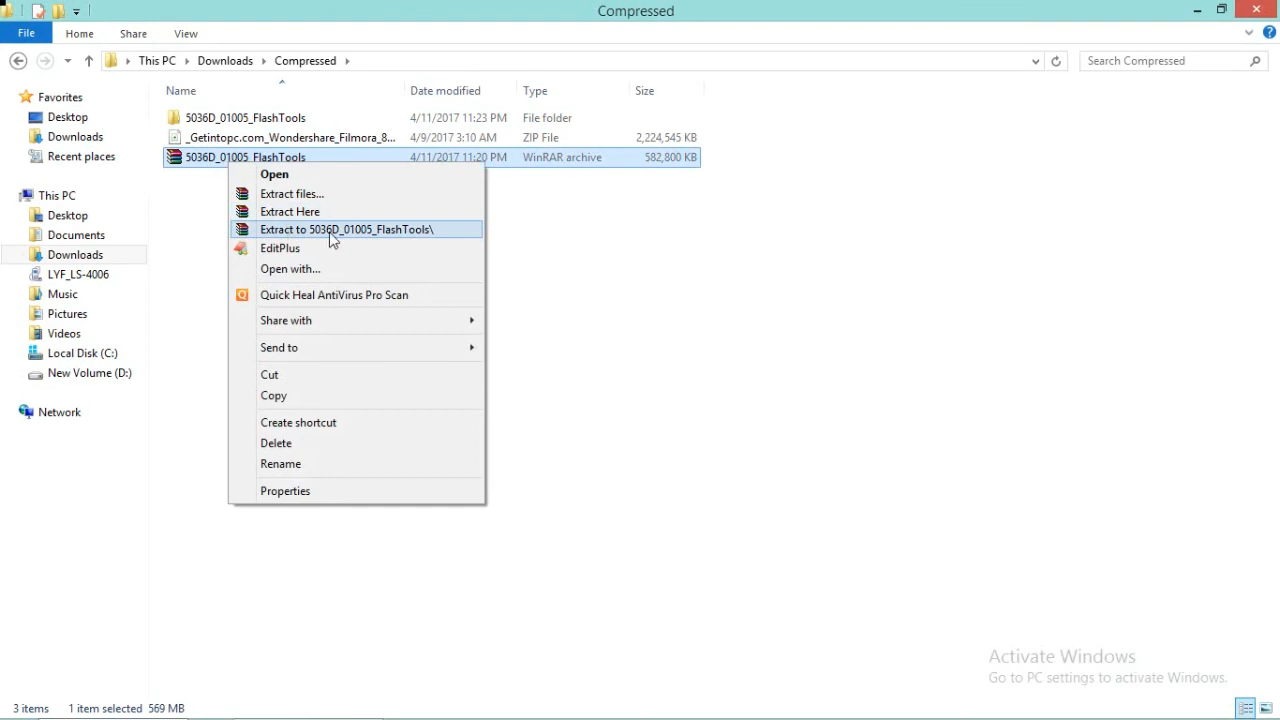 Compressed
File Home Share View
This PC Downloads Compressed
Search Compressed
Name Date modified Type Size
Favorites
Desktop
Downloads
Recent places
This PC
Desktop
Documents
Downloads
LYF_LS-4006
Music
Pictures
Videos
Local Disk (C:)
New Volume (D:)
Network
5036D_01005_FlashTools 4/11/2017 11:23 PM File folder
_Getintopc.com_Wondershare_Filmora_8... 4/9/2017 3:10 AM ZIP File 2,224,545 KB
5036D_01005_FlashTools 4/11/2017 11:20 PM WinRAR archive 582,800 KB
Open
Extract files...
Extract Here
Extract to 5036D_01005_FlashTools\
EditPlus
Open with...
Quick Heal AntiVirus Pro Scan
Share with
Send to
Cut
Copy
Create shortcut
Delete
Rename
Properties
Activate Windows
Go to PC settings to activate Windows.
3 items 1 item selected 569 MB